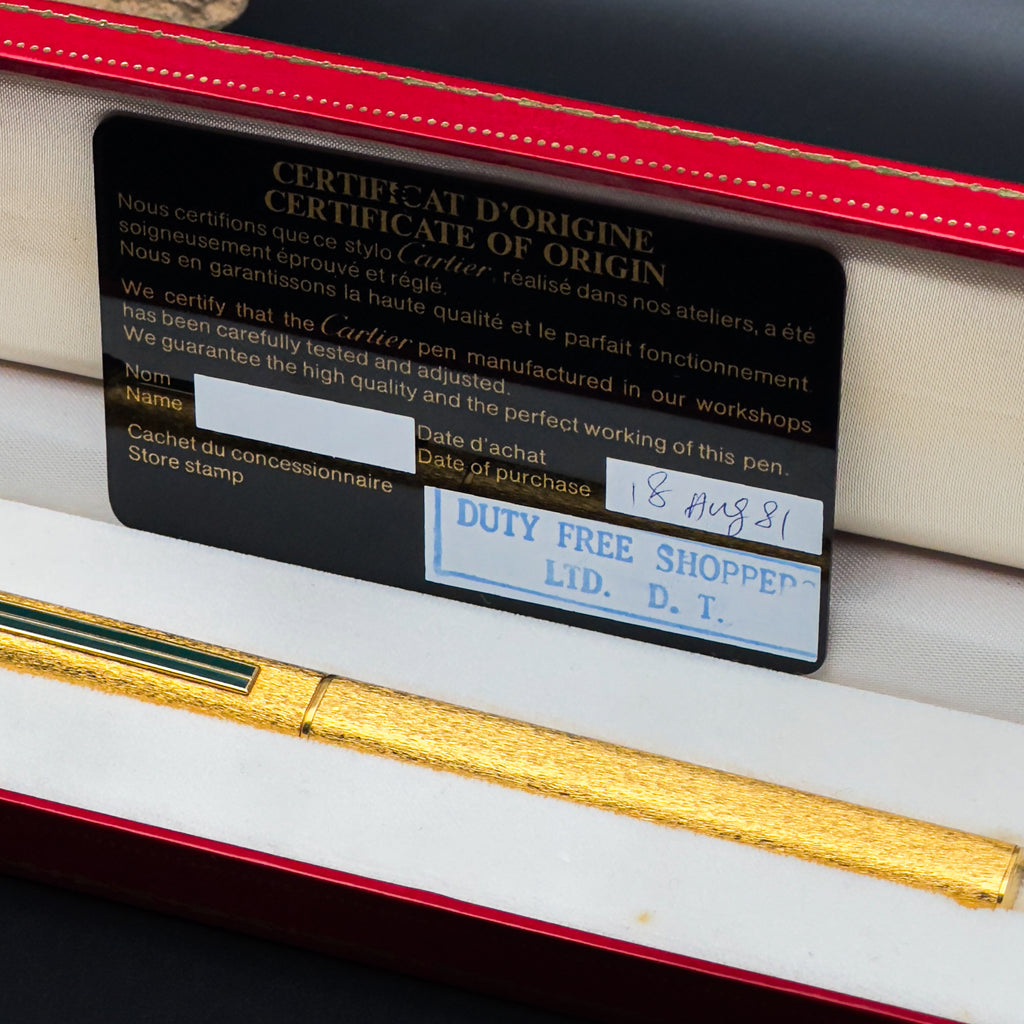 CERTIFICAT D'ORIGINE
CERTIFICATE OF ORIGIN
Nous certifions que ce stylo Cartier, réalisé dans nos ateliers, a été
soigneusement éprouvé et réglé.
Nous en garantissons la haute qualité et le parfait fonctionnement.
We certify that the Cartier pen manufactured in our workshops
has been carefully tested and adjusted.
We guarantee the high quality and the perfect working of this pen.
Nom
Name
Date d'achat
Date of purchase
18 Aug 81
Cachet du concessionnaire
Store stamp
DUTY FREE SHOPPERS
LTD. D. T.